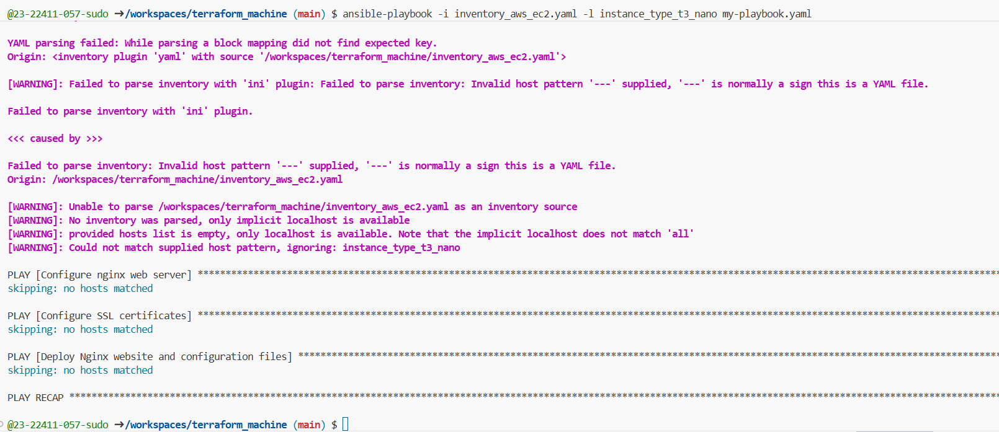 @23-22411-057-sudo →/workspaces/terraform_machine (main) $ ansible-playbook -i inventory_aws_ec2.yaml -l instance_type_t3_nano my-playbook.yaml
YAML parsing failed: While parsing a block mapping did not find expected key.
Origin: <inventory plugin 'yaml' with source '/workspaces/terraform_machine/inventory_aws_ec2.yaml'>
[WARNING]: Failed to parse inventory with 'ini' plugin: Failed to parse inventory: Invalid host pattern '---' supplied, '---' is normally a sign this is a YAML file.
Failed to parse inventory with 'ini' plugin.
<<< caused by >>>
Failed to parse inventory: Invalid host pattern '---' supplied, '---' is normally a sign this is a YAML file.
Origin: /workspaces/terraform_machine/inventory_aws_ec2.yaml
[WARNING]: Unable to parse /workspaces/terraform_machine/inventory_aws_ec2.yaml as an inventory source
[WARNING]: No inventory was parsed, only implicit localhost is available
[WARNING]: provided hosts list is empty, only localhost is available. Note that the implicit localhost does not match 'all'
[WARNING]: Could not match supplied host pattern, ignoring: instance_type_t3_nano
PLAY [Configure nginx web server] ************************************************************************************************************************************************
skipping: no hosts matched
PLAY [Configure SSL certificates] ************************************************************************************************************************************************
skipping: no hosts matched
PLAY [Deploy Nginx website and configuration files] ******************************************************************************************************************************
skipping: no hosts matched
PLAY RECAP ***********************************************************************************************************************************************************************
@23-22411-057-sudo →/workspaces/terraform_machine (main) $